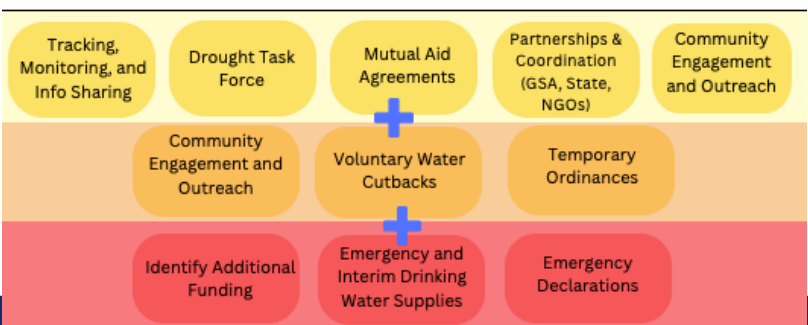 Tracking,
Monitoring, and
Info Sharing
Drought Task
Force
Mutual Aid
Agreements
Partnerships &
Coordination
(GSA, State,
NGOs)
Community
Engagement
and Outreach
Community
Engagement and
Outreach
Voluntary Water
Cutbacks
Temporary
Ordinances
Identify Additional
Funding
Emergency and
Interim Drinking
Water Supplies
Emergency
Declarations